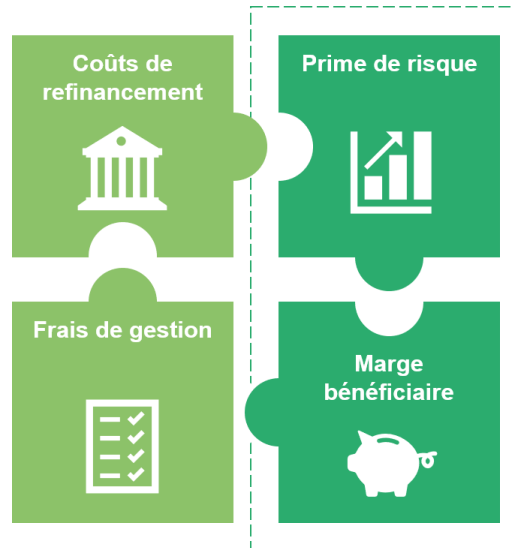 Coûts de
refinancement
Prime de risque
Frais de gestion
Marge
bénéficiaire